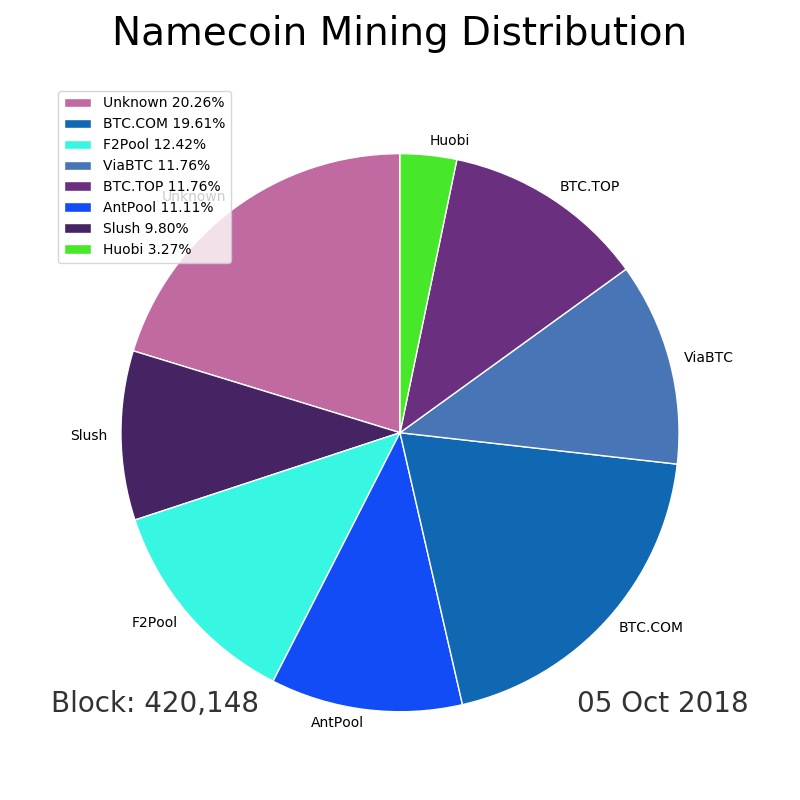 Namecoin Mining Distribution
Unknown 20.26%
BTC.COM 19.61%
F2Pool 12.42%
ViaBTC 11.76%
BTC.TOP 11.76%
AntPool 11.11%
Slush 9.80%
Huobi 3.27%
Unknown
Huobi
BTC.TOP
ViaBTC
Slush
F2Pool
BTC.COM
Block: 420,148
05 Oct 2018
AntPool